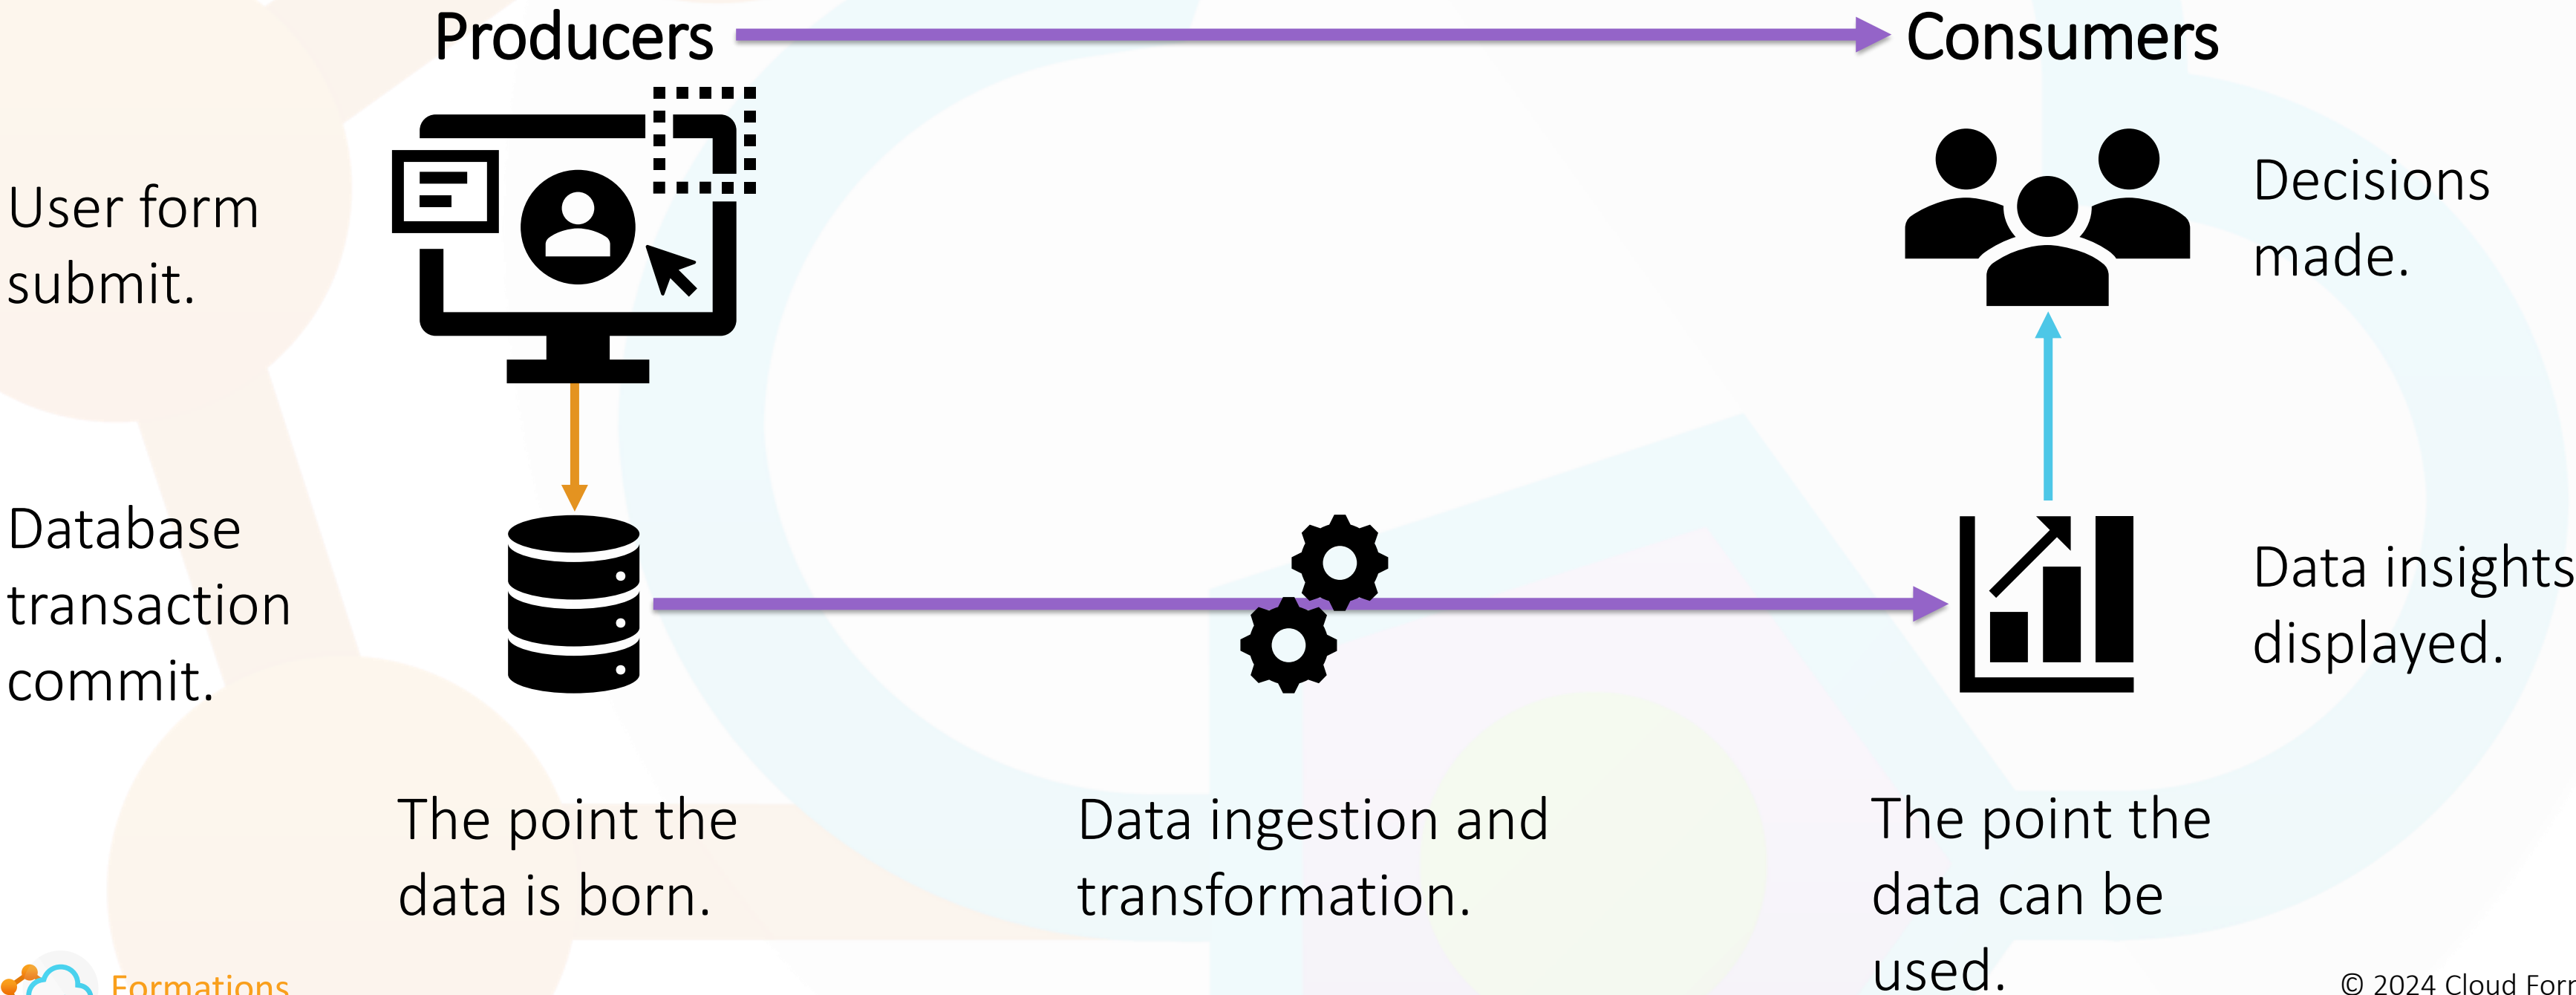 Producers
Consumers
User form
submit.
Decisions
made.
Database
transaction
commit.
Data insights
displayed.
The point the
data is born.
Data ingestion and
transformation.
The point the
data can be
used.
Formations
© 2024 Cloud